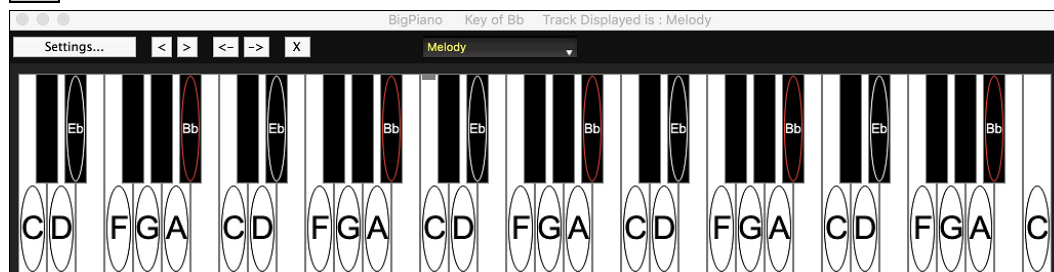 BigPiano Key of Bb Track Displayed is : Melody
Settings... < > <- -> X Melody
Eb Bb Eb Bb Eb Bb Eb Bb Eb Bb
C D F G A C D F G A C D F G A C D F G A C D F G A C